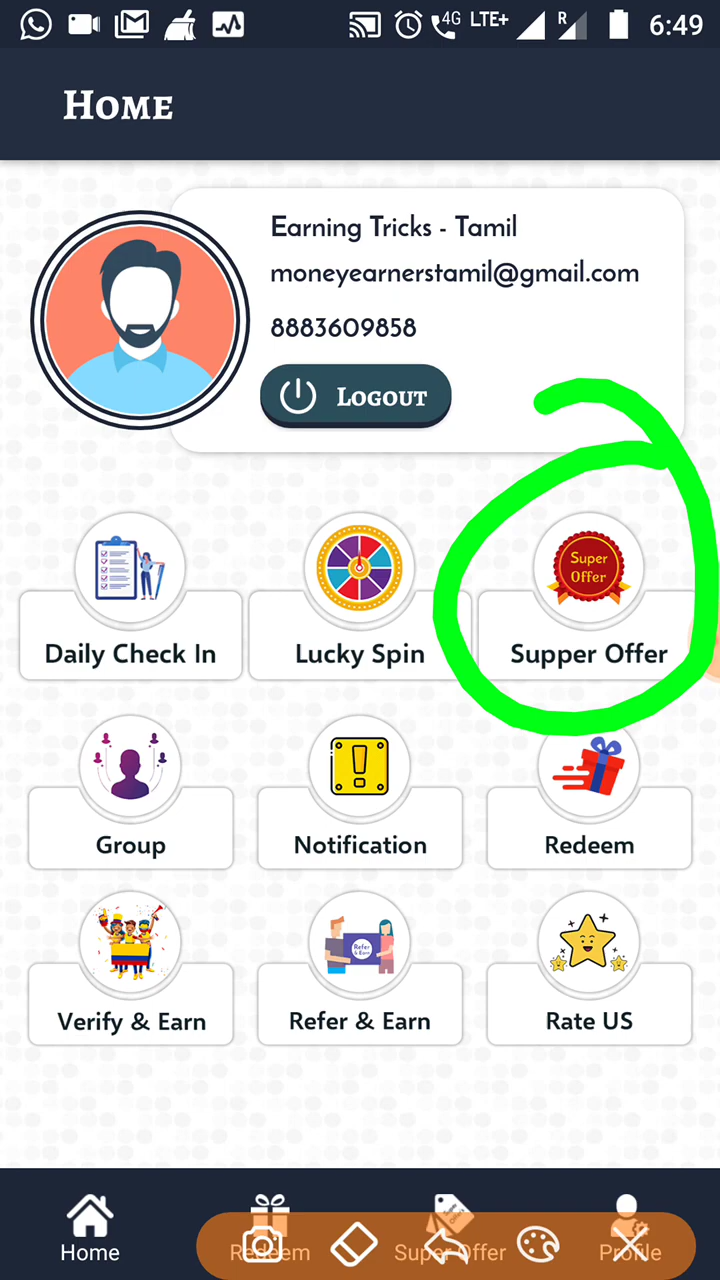 4G LTE+ R 6:49
Home
Earning Tricks - Tamil
moneyearnerstamil@gmail.com
8883609858
Logout
Super
Offer
Daily Check In
Lucky Spin
Supper Offer
Group
Notification
Redeem
Refer
& Earn
Verify & Earn
Refer & Earn
Rate US
Home
Redeem
Super Offer
Profile